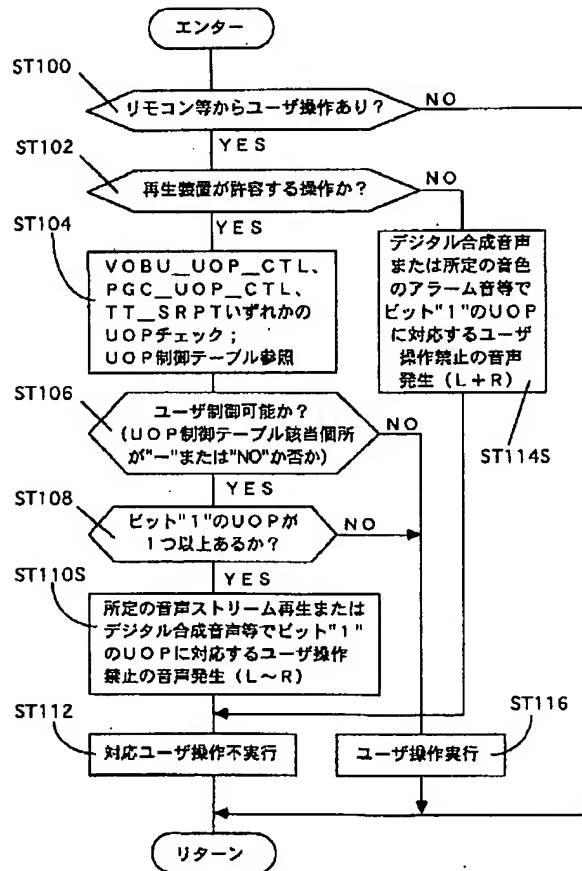 エンター
ST100
リモコン等からユーザ操作あり？
NO
YES
ST102
再生装置が許容する操作か？
NO
YES
ST104
VOBU_UOP_CTL、
PGC_UOP_CTL、
TT_SRPTいずれかの
UOPチェック；
UOP制御テーブル参照
デジタル合成音声
または所定の音色
のアラーム音等で
ビット"1"のUOP
に対応するユーザ
操作禁止の音声
発生（L＋R）
ST114S
ST106
ユーザ制御可能か？
（UOP制御テーブル該当個所
が"−"または"NO"か否か）
NO
YES
ST108
ビット"1"のUOPが
1つ以上あるか？
NO
YES
ST110S
所定の音声ストリーム再生または
デジタル合成音声等でビット"1"
のUOPに対応するユーザ操作
禁止の音声発生（L～R）
ST112
対応ユーザ操作不実行
ST116
ユーザ操作実行
リターン